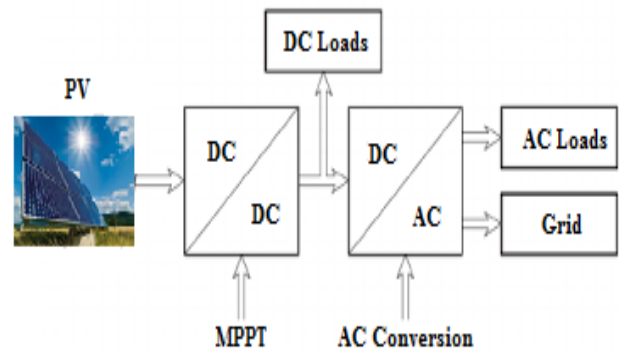 DC Loads
PV
DC
DC
DC
AC
AC Loads
Grid
MPPT
AC Conversion